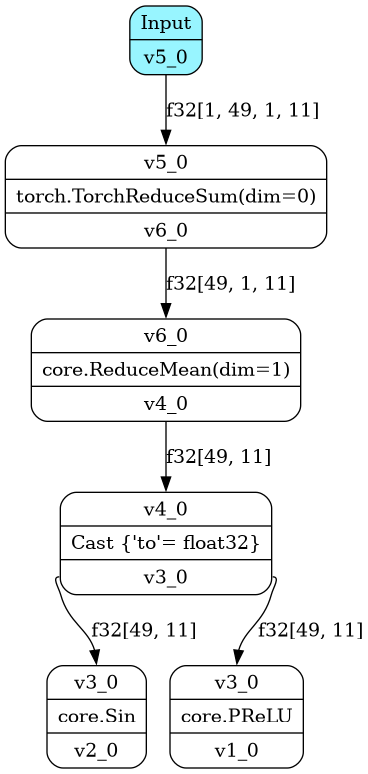 Input
v5_0
f32[1, 49, 1, 11]
v5_0
torch.TorchReduceSum(dim=0)
v6_0
f32[49, 1, 11]
v6_0
core.ReduceMean(dim=1)
v4_0
f32[49, 11]
v4_0
Cast {'to'= float32}
v3_0
f32[49, 11]
f32[49, 11]
v3_0
core.Sin
v2_0
v3_0
core.PReLU
v1_0